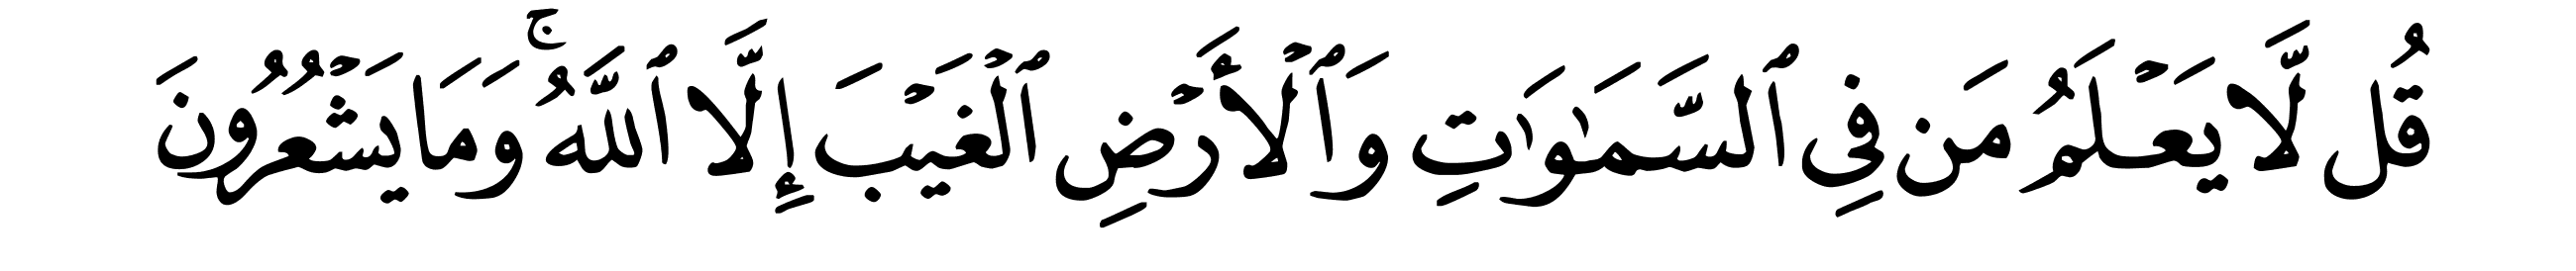 قُل لَّا يَعْلَمُ مَن فِي ٱلسَّمَٰوَٰتِ وَٱلْأَرْضِ ٱلْغَيْبَ إِلَّا ٱللَّهُ ۚ وَمَا يَشْعُرُونَ